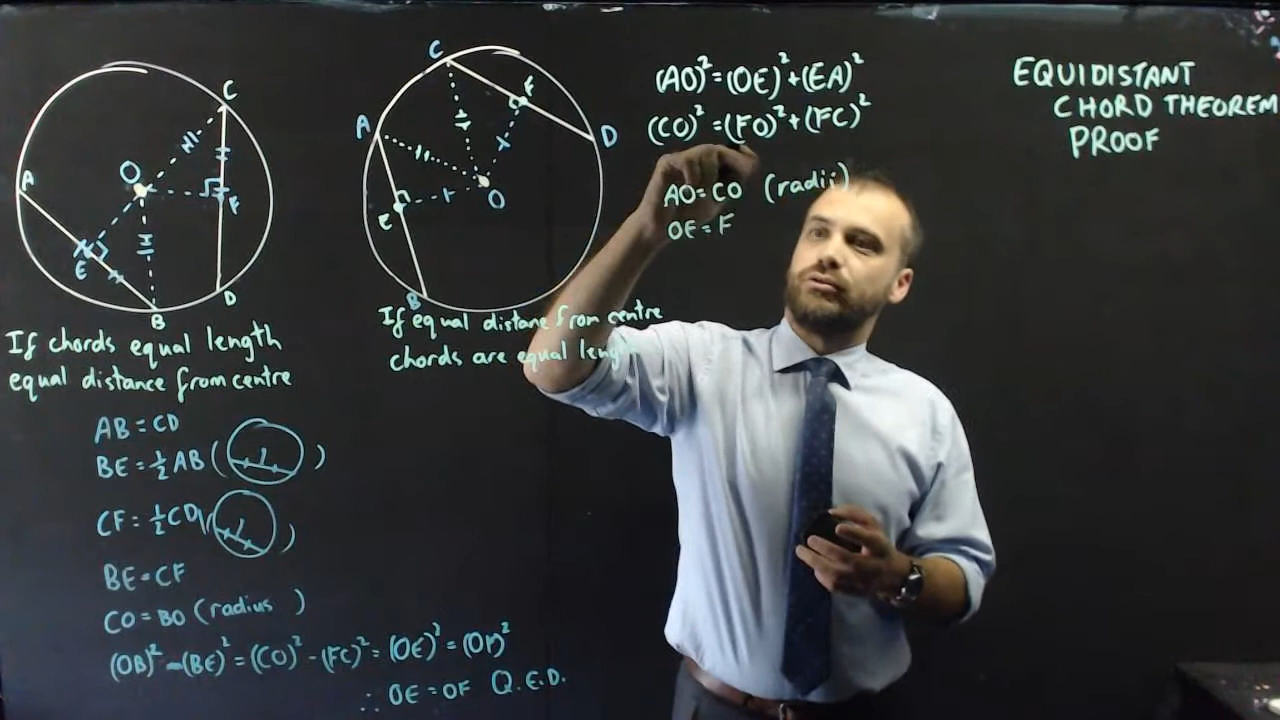 EQUIDISTANT
CHORD THEOREM
PROOF
A
O
C
F
E
D
B
If chords equal length
equal distance from centre
AB = CD
BE = ½ AB ( )
CF = ½ CD ( )
BE = CF
CO = BO (radius )
(OB)² - (BE)² = (CO)² - (FC)² = (OE)² = (OF)²
∴ OE = OF Q.E.D.
C
F
A
D
x
O
E
B
If equal distane from centre
chords are equal length
(AO)² = (OE)² + (EA)²
(CO)² = (FO)² + (FC)²
AO = CO (radii)
OE = F